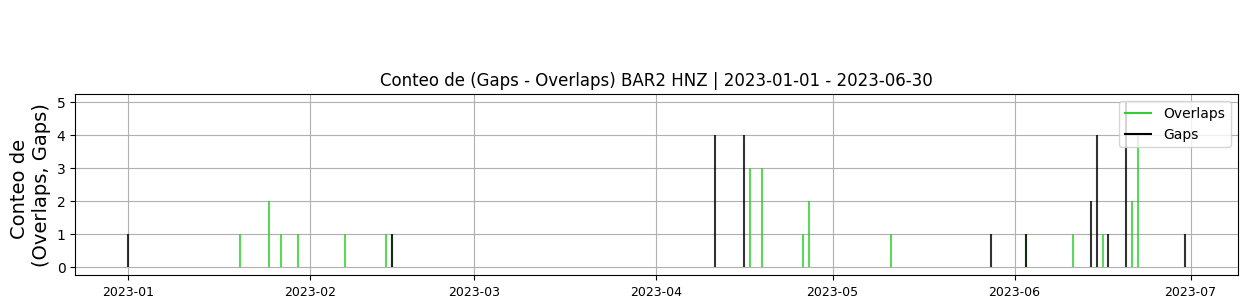 Conteo de (Gaps - Overlaps) BAR2 HNZ | 2023-01-01 - 2023-06-30
Conteo de
(Overlaps, Gaps)
5
4
3
2
1
0
Overlaps
Gaps
2023-01
2023-02
2023-03
2023-04
2023-05
2023-06
2023-07